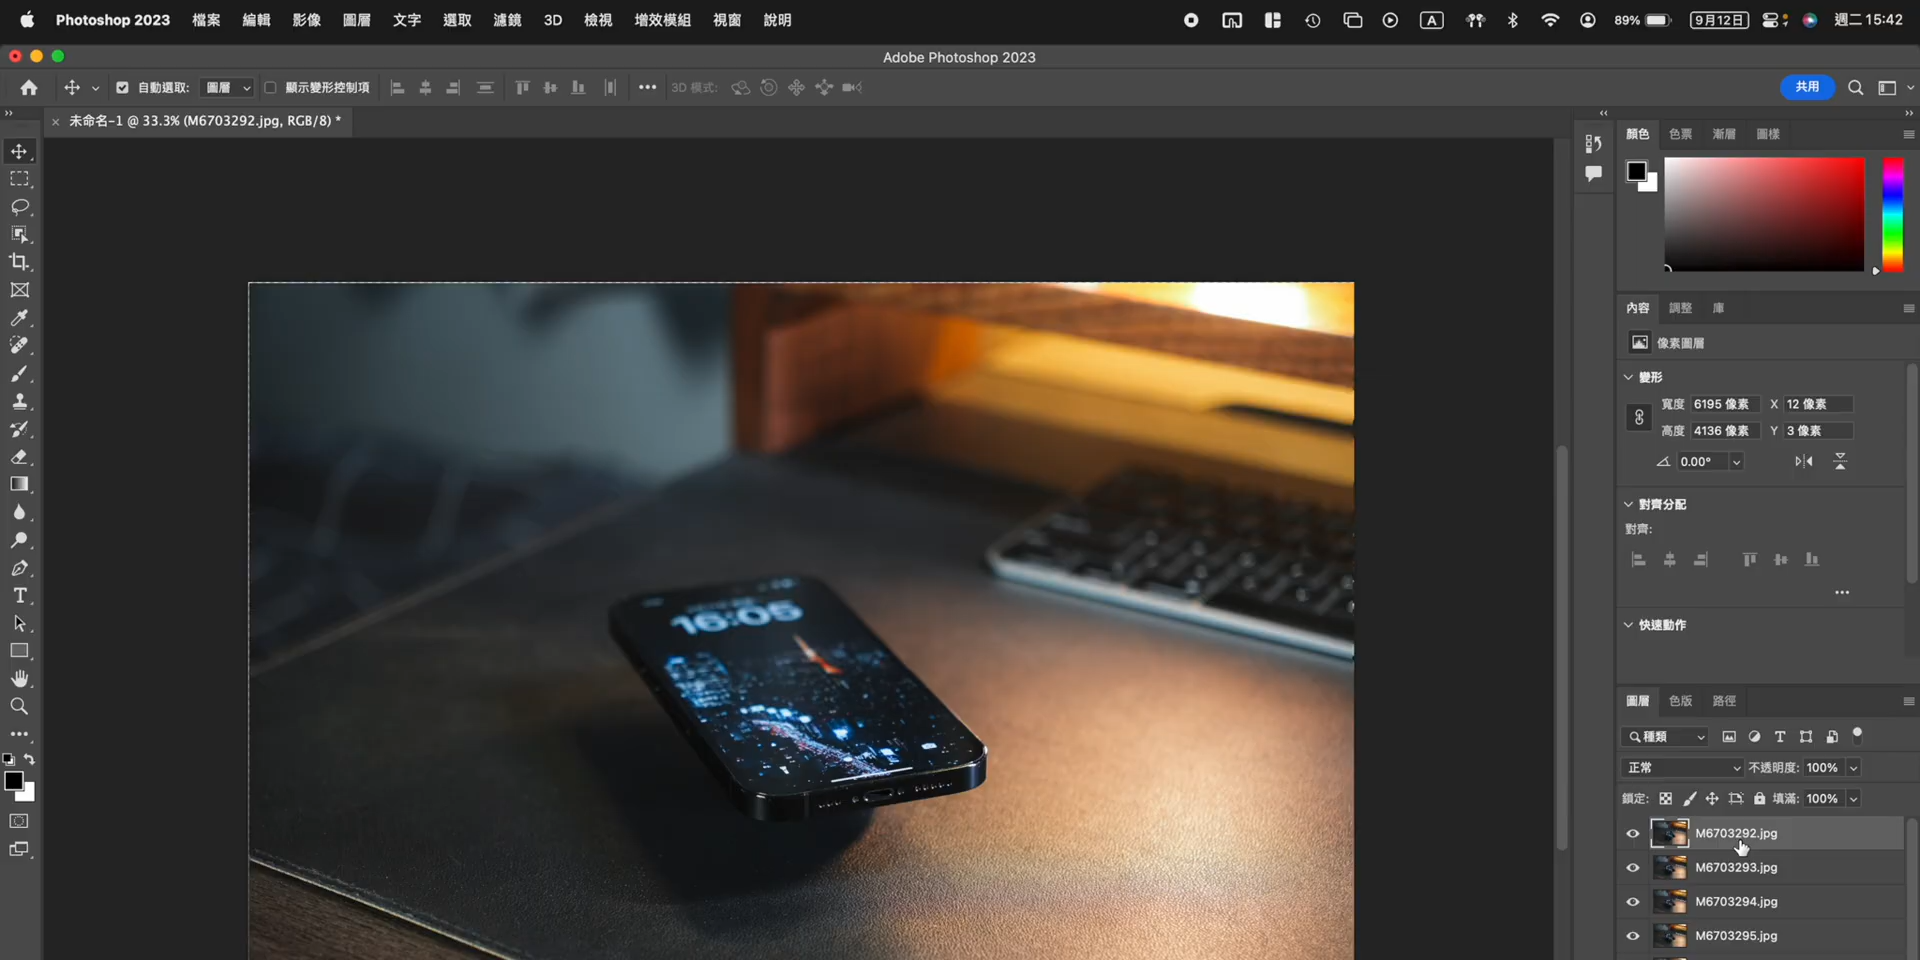 Photoshop 2023 檔案 編輯 影像 圖層 文字 選取 濾鏡 3D 檢視 增效模組 視窗 說明 A 89% 9月12日 週二 15:42
Adobe Photoshop 2023
自動選取: 圖層 顯示變形控制項 3D 模式: 共用
× 未命名-1 @ 33.3% (M6703292.jpg, RGB/8) *
顏色 色票 漸層 圖樣
內容 調整 庫
像素圖層
變形
寬度 6195 像素 X 12 像素
高度 4136 像素 Y 3 像素
0.00°
對齊分配
對齊:
快速動作
16:05
圖層 色版 路徑
種類
正常 不透明度: 100%
鎖定: 填滿: 100%
M6703292.jpg
M6703293.jpg
M6703294.jpg
M6703295.jpg